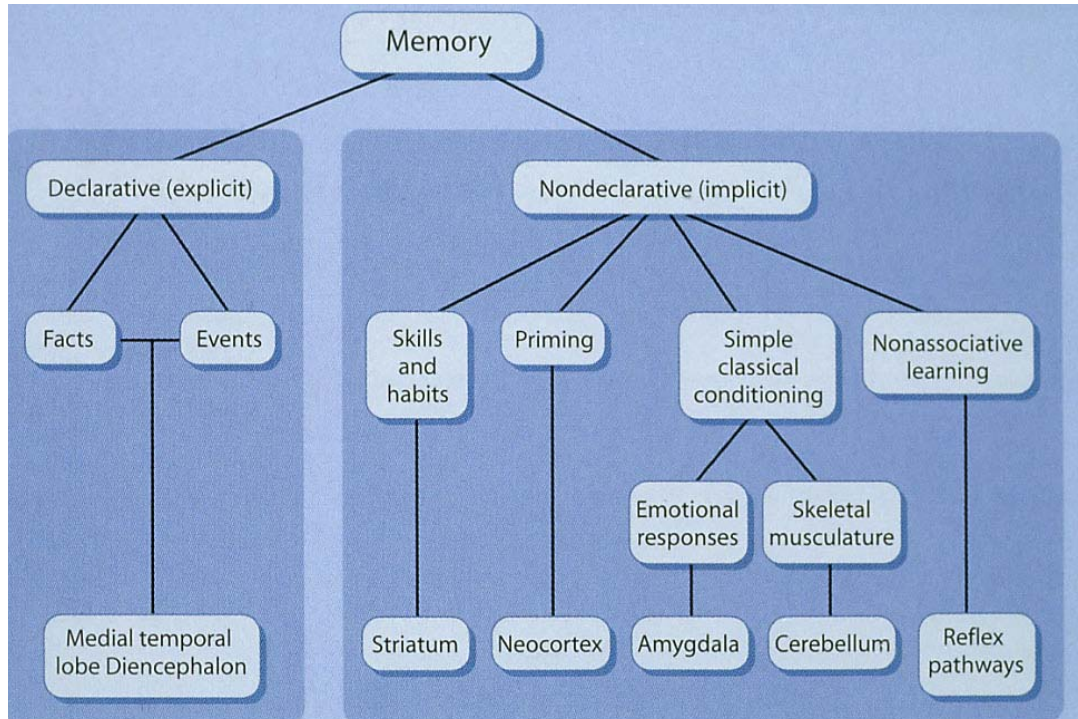 Memory
Declarative (explicit)
Nondeclarative (implicit)
Facts
Events
Skills
and
habits
Priming
Simple
classical
conditioning
Nonassociative
learning
Emotional
responses
Skeletal
musculature
Medial temporal
lobe Diencephalon
Striatum
Neocortex
Amygdala
Cerebellum
Reflex
pathways